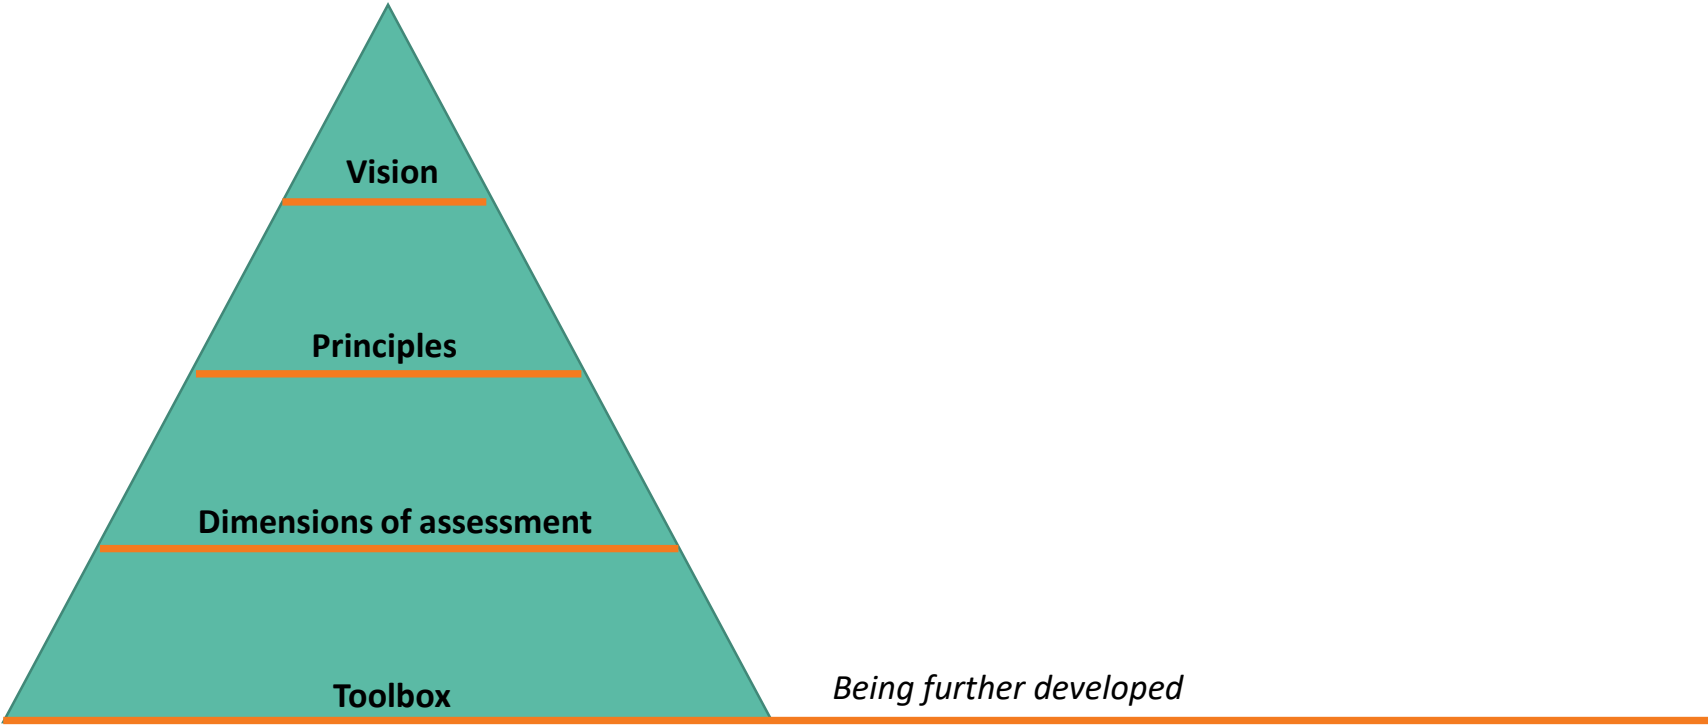 Vision
Principles
Dimensions of assessment
Toolbox
Being further developed